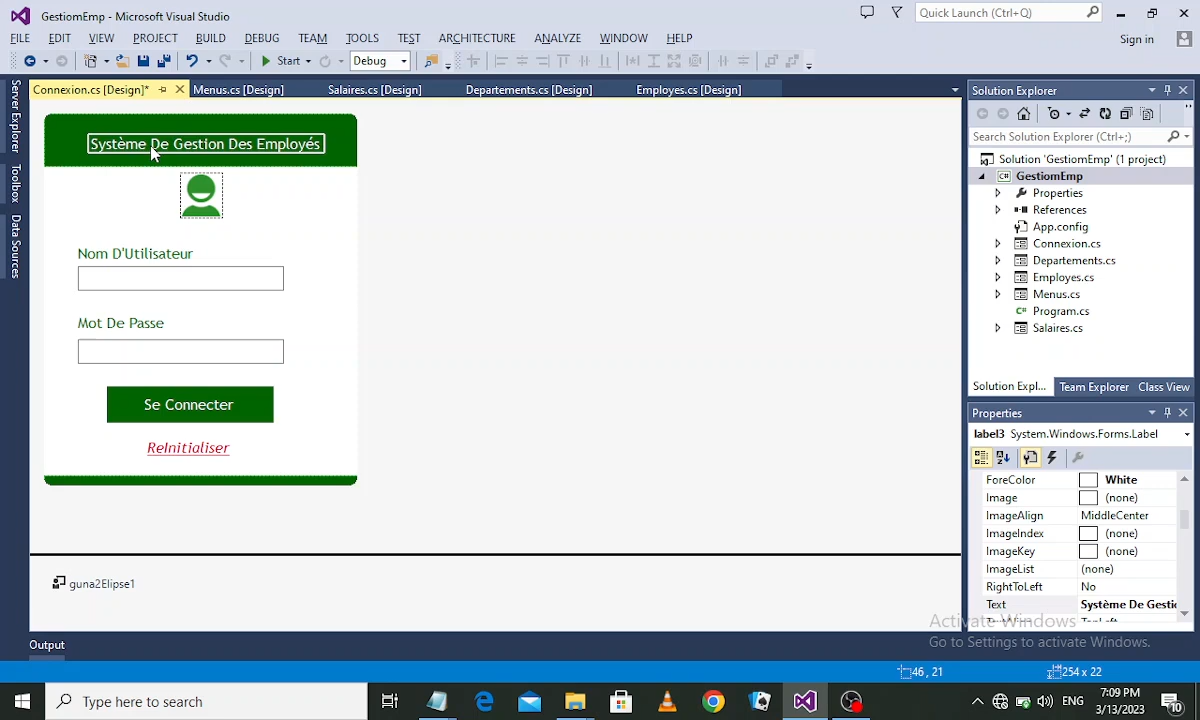 GestiomEmp - Microsoft Visual Studio
Quick Launch (Ctrl+Q)
FILE EDIT VIEW PROJECT BUILD DEBUG TEAM TOOLS TEST ARCHITECTURE ANALYZE WINDOW HELP
Sign in
Start Debug
Server Explorer
Toolbox
Data Sources
Connexion.cs [Design]* Menus.cs [Design] Salaires.cs [Design] Departements.cs [Design] Employes.cs [Design]
Système De Gestion Des Employés
Nom D'Utilisateur
Mot De Passe
Se Connecter
ReInitialiser
guna2Elipse1
Solution Explorer
Search Solution Explorer (Ctrl+;)
Solution 'GestiomEmp' (1 project)
C# GestiomEmp
Properties
References
App.config
Connexion.cs
Departements.cs
Employes.cs
Menus.cs
C# Program.cs
Salaires.cs
Solution Expl... Team Explorer Class View
Properties
label3 System.Windows.Forms.Label
ForeColor White
Image (none)
ImageAlign MiddleCenter
ImageIndex (none)
ImageKey (none)
ImageList (none)
RightToLeft No
Text Système De Gestio
Activate Windows
Go to Settings to activate Windows.
Output
46 , 21 254 x 22
Type here to search
ENG
7:09 PM
3/13/2023
10